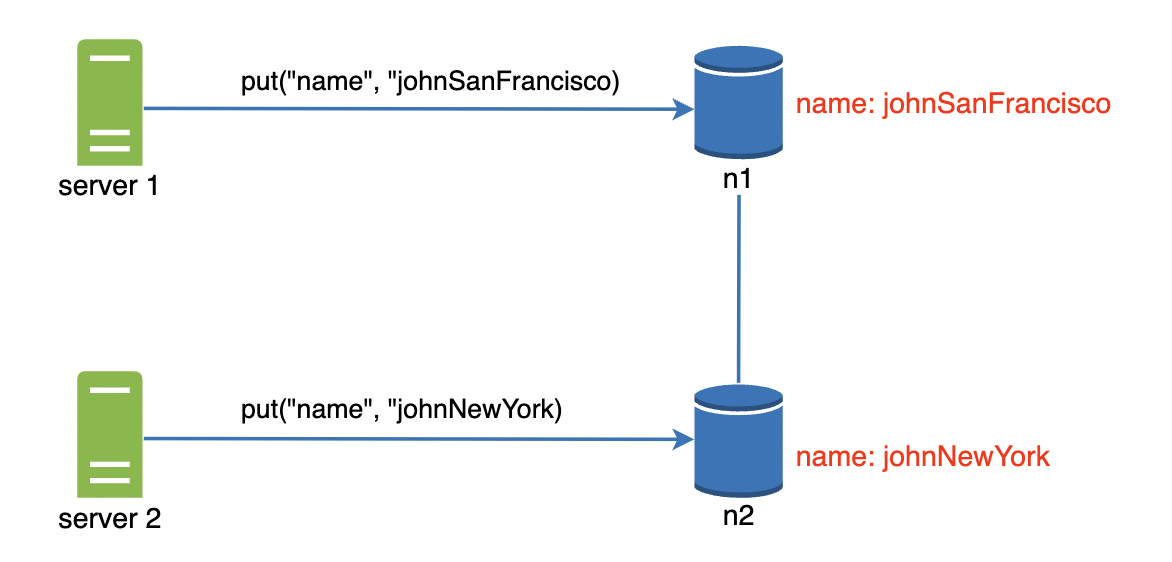 put("name", "johnSanFrancisco)
name: johnSanFrancisco
server 1
n1
put("name", "johnNewYork)
name: johnNewYork
server 2
n2